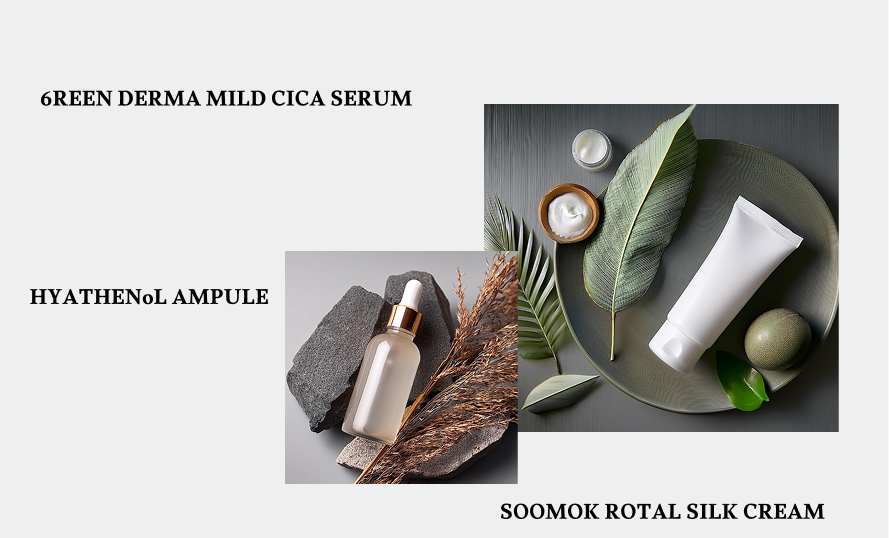 6REEN DERMA MILD CICA SERUM
HYATHENoL AMPULE
SOOMOK ROTAL SILK CREAM